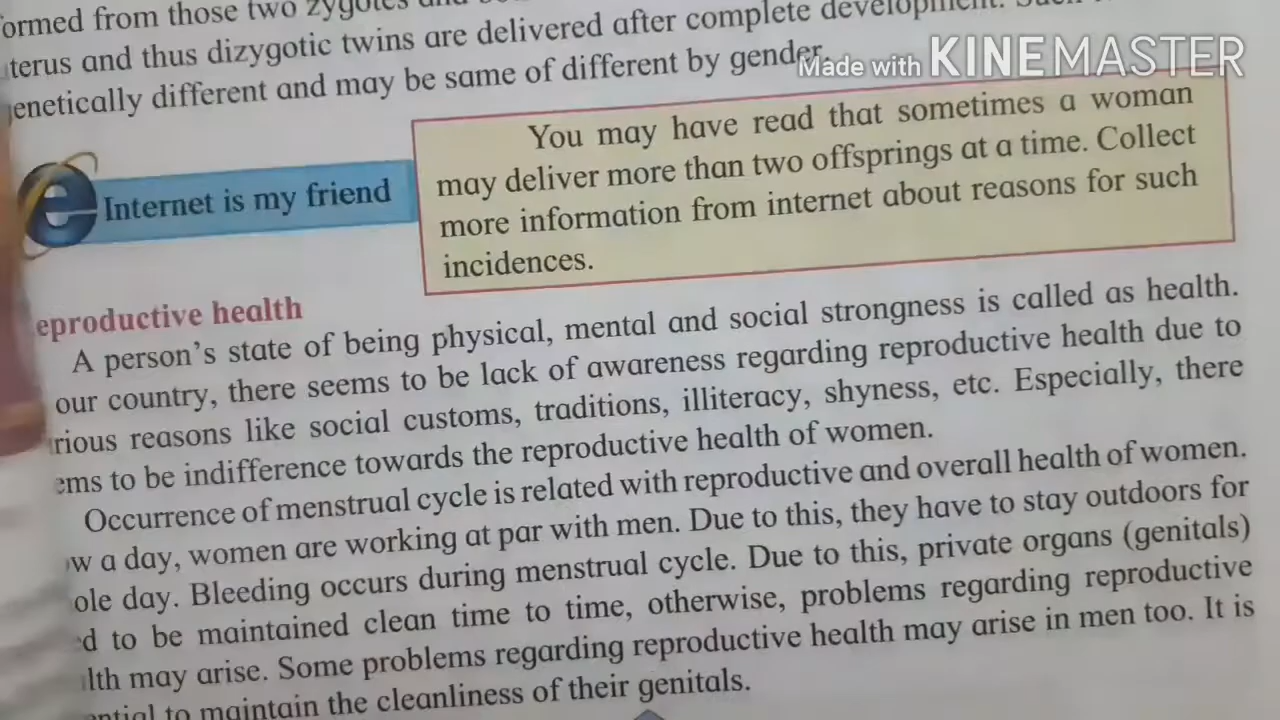 formed from those two zygotes and
uterus and thus dizygotic twins are delivered after complete development. Such
genetically different and may be same of different by gender.
Made with KINEMASTER
Internet is my friend
You may have read that sometimes a woman
may deliver more than two offsprings at a time. Collect
more information from internet about reasons for such
incidences.
eproductive health
A person's state of being physical, mental and social strongness is called as health.
our country, there seems to be lack of awareness regarding reproductive health due to
rious reasons like social customs, traditions, illiteracy, shyness, etc. Especially, there
ems to be indifference towards the reproductive health of women.
Occurrence of menstrual cycle is related with reproductive and overall health of women.
w a day, women are working at par with men. Due to this, they have to stay outdoors for
ole day. Bleeding occurs during menstrual cycle. Due to this, private organs (genitals)
d to be maintained clean time to time, otherwise, problems regarding reproductive
lth may arise. Some problems regarding reproductive health may arise in men too. It is
ential to maintain the cleanliness of their genitals.